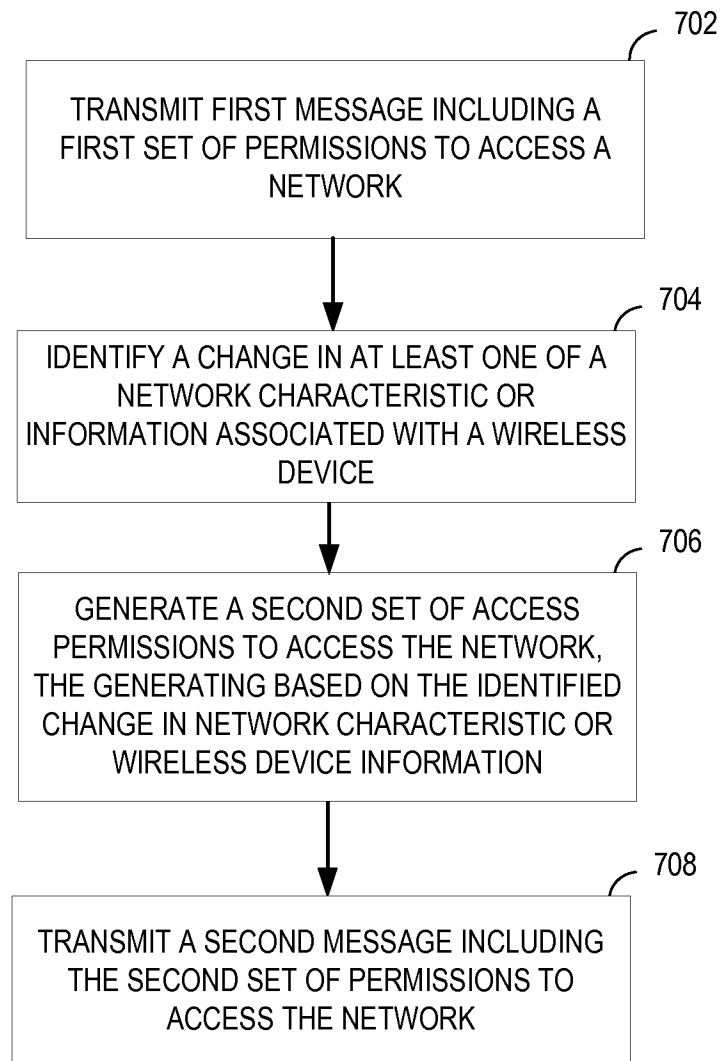 702
TRANSMIT FIRST MESSAGE INCLUDING A
FIRST SET OF PERMISSIONS TO ACCESS A
NETWORK
704
IDENTIFY A CHANGE IN AT LEAST ONE OF A
NETWORK CHARACTERISTIC OR
INFORMATION ASSOCIATED WITH A WIRELESS
DEVICE
706
GENERATE A SECOND SET OF ACCESS
PERMISSIONS TO ACCESS THE NETWORK,
THE GENERATING BASED ON THE IDENTIFIED
CHANGE IN NETWORK CHARACTERISTIC OR
WIRELESS DEVICE INFORMATION
708
TRANSMIT A SECOND MESSAGE INCLUDING
THE SECOND SET OF PERMISSIONS TO
ACCESS THE NETWORK